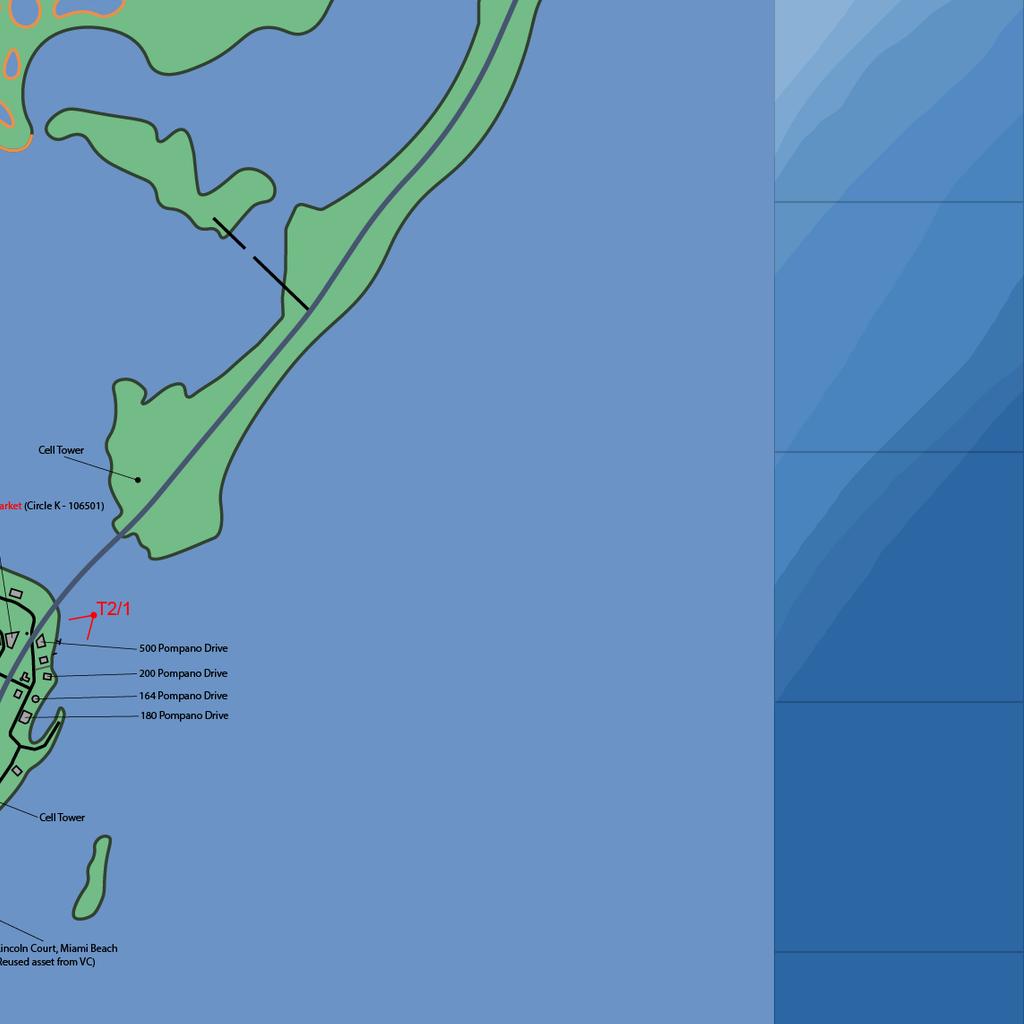 Cell Tower
arket (Circle K - 106501)
T2/1
500 Pompano Drive
200 Pompano Drive
164 Pompano Drive
180 Pompano Drive
Cell Tower
incoln Court, Miami Beach
Reused asset from VC)